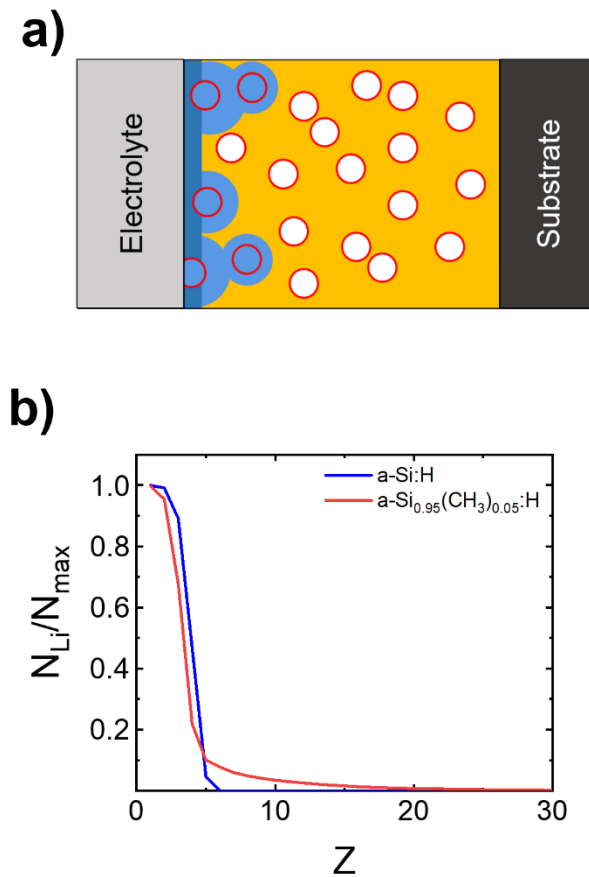 a)
Electrolyte
Substrate
b)
a-Si:H
a-Si₀.₉₅(CH₃)₀.₀₅:H
1.0
0.8
0.6
0.4
0.2
N_Li/N_max
0
10
20
30
Z